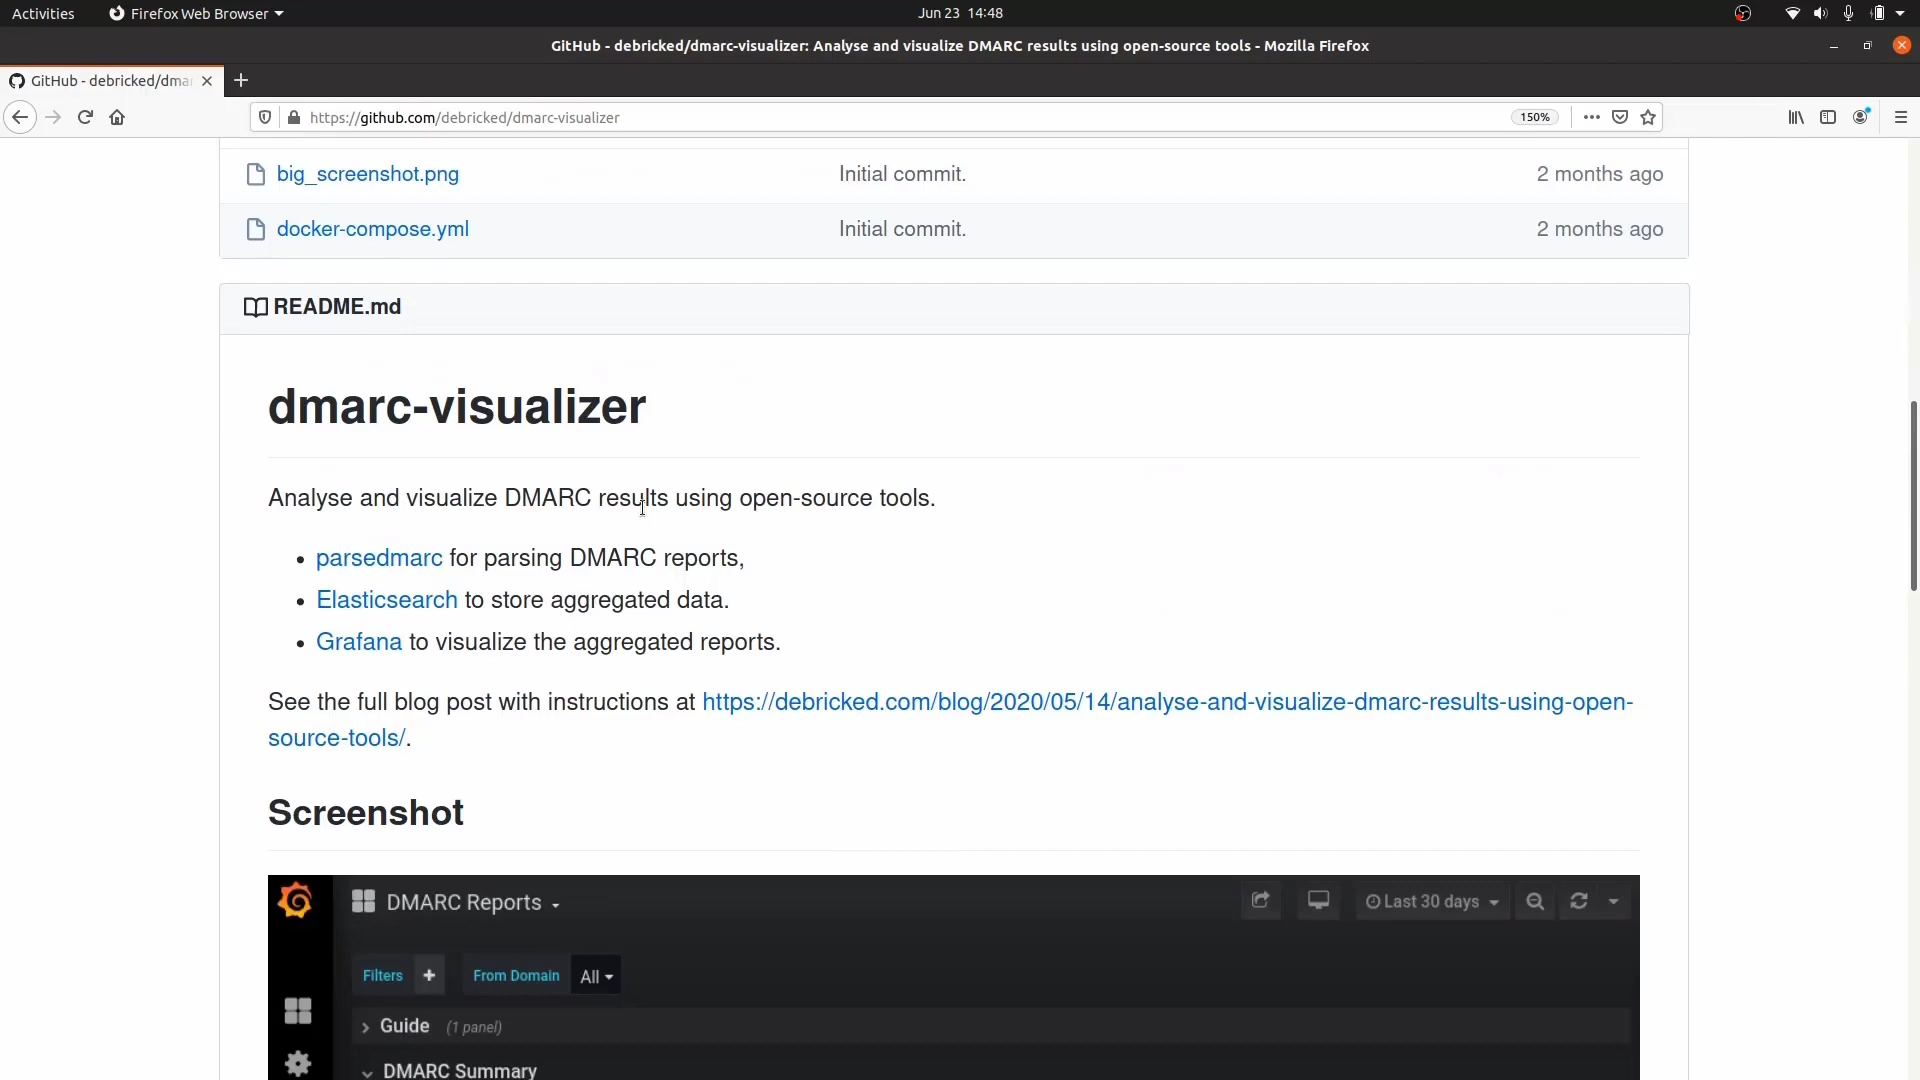 Activities
Firefox Web Browser
Jun 23 14:48
GitHub - debricked/dmarc-visualizer: Analyse and visualize DMARC results using open-source tools - Mozilla Firefox
GitHub - debricked/dma
https://github.com/debricked/dmarc-visualizer
150%
big_screenshot.png Initial commit. 2 months ago
docker-compose.yml Initial commit. 2 months ago
README.md
dmarc-visualizer
Analyse and visualize DMARC results using open-source tools.
• parsedmarc for parsing DMARC reports,
• Elasticsearch to store aggregated data.
• Grafana to visualize the aggregated reports.
See the full blog post with instructions at https://debricked.com/blog/2020/05/14/analyse-and-visualize-dmarc-results-using-open-
source-tools/.
Screenshot
DMARC Reports Last 30 days
Filters + From Domain All
Guide (1 panel)
DMARC Summary